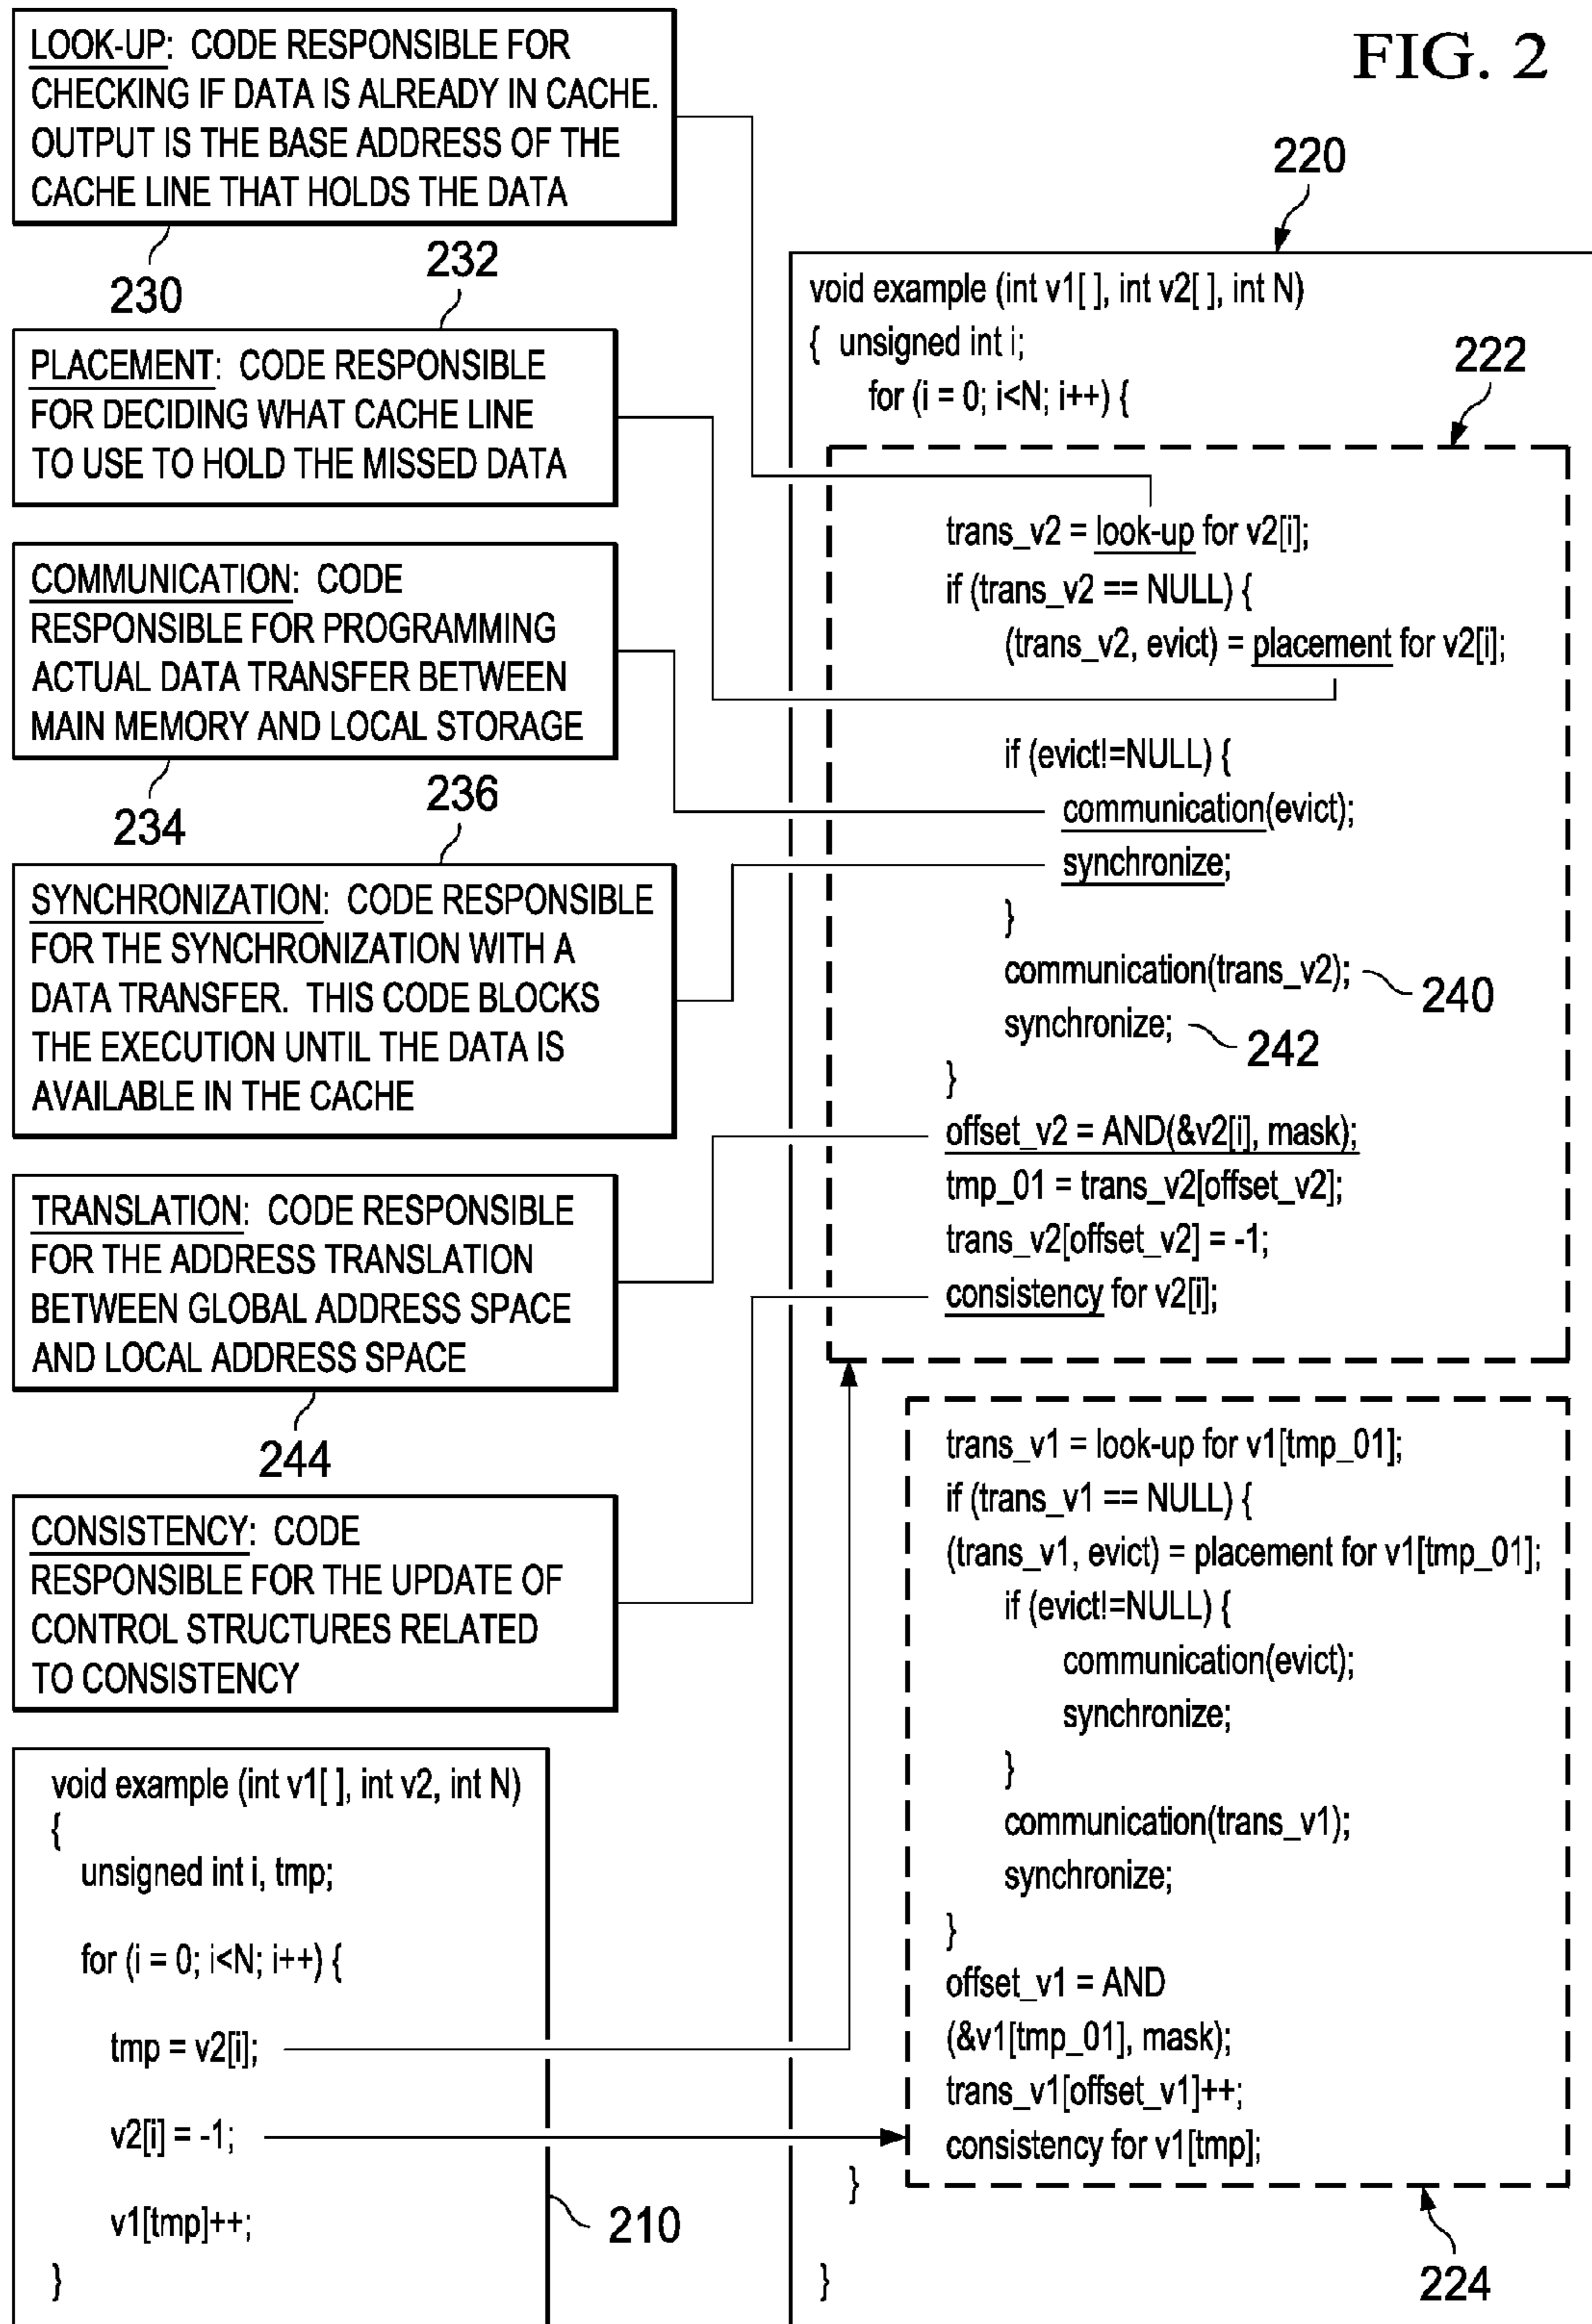 FIG. 2
LOOK-UP: CODE RESPONSIBLE FOR
CHECKING IF DATA IS ALREADY IN CACHE.
OUTPUT IS THE BASE ADDRESS OF THE
CACHE LINE THAT HOLDS THE DATA
230
232
PLACEMENT: CODE RESPONSIBLE
FOR DECIDING WHAT CACHE LINE
TO USE TO HOLD THE MISSED DATA
COMMUNICATION: CODE
RESPONSIBLE FOR PROGRAMMING
ACTUAL DATA TRANSFER BETWEEN
MAIN MEMORY AND LOCAL STORAGE
234
236
SYNCHRONIZATION: CODE RESPONSIBLE
FOR THE SYNCHRONIZATION WITH A
DATA TRANSFER. THIS CODE BLOCKS
THE EXECUTION UNTIL THE DATA IS
AVAILABLE IN THE CACHE
TRANSLATION: CODE RESPONSIBLE
FOR THE ADDRESS TRANSLATION
BETWEEN GLOBAL ADDRESS SPACE
AND LOCAL ADDRESS SPACE
244
CONSISTENCY: CODE
RESPONSIBLE FOR THE UPDATE OF
CONTROL STRUCTURES RELATED
TO CONSISTENCY
void example (int v1[ ], int v2, int N)
{
unsigned int i, tmp;
for (i = 0; i<N; i++) {
tmp = v2[i];
v2[i] = -1;
v1[tmp]++;
}
210
220
void example (int v1[ ], int v2[ ], int N)
{ unsigned int i;
for (i = 0; i<N; i++) {
222
trans_v2 = look-up for v2[i];
if (trans_v2 == NULL) {
(trans_v2, evict) = placement for v2[i];
if (evict!=NULL) {
communication(evict);
synchronize;
}
communication(trans_v2);
240
synchronize;
242
}
offset_v2 = AND(&v2[i], mask);
tmp_01 = trans_v2[offset_v2];
trans_v2[offset_v2] = -1;
consistency for v2[i];
trans_v1 = look-up for v1[tmp_01];
if (trans_v1 == NULL) {
(trans_v1, evict) = placement for v1[tmp_01];
if (evict!=NULL) {
communication(evict);
synchronize;
}
communication(trans_v1);
synchronize;
}
offset_v1 = AND
(&v1[tmp_01], mask);
trans_v1[offset_v1]++;
consistency for v1[tmp];
}
}
224